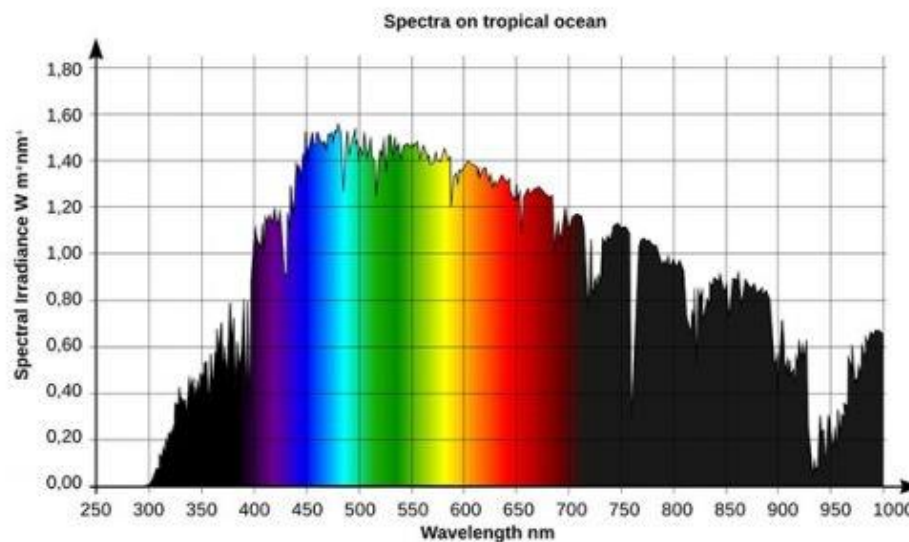 Spectra on tropical ocean
Spectral Irradiance W m⁻¹nm⁻¹
1,80
1,60
1,40
1,20
1,00
0,80
0,60
0,40
0,20
0,00
250 300 350 400 450 500 550 600 650 700 750 800 850 900 950 1000
Wavelength nm